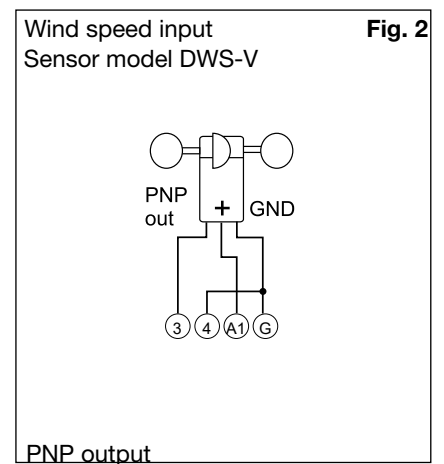 Wind speed input Fig. 2
Sensor model DWS-V
PNP
out
+
GND
3 4 A1 G
PNP output